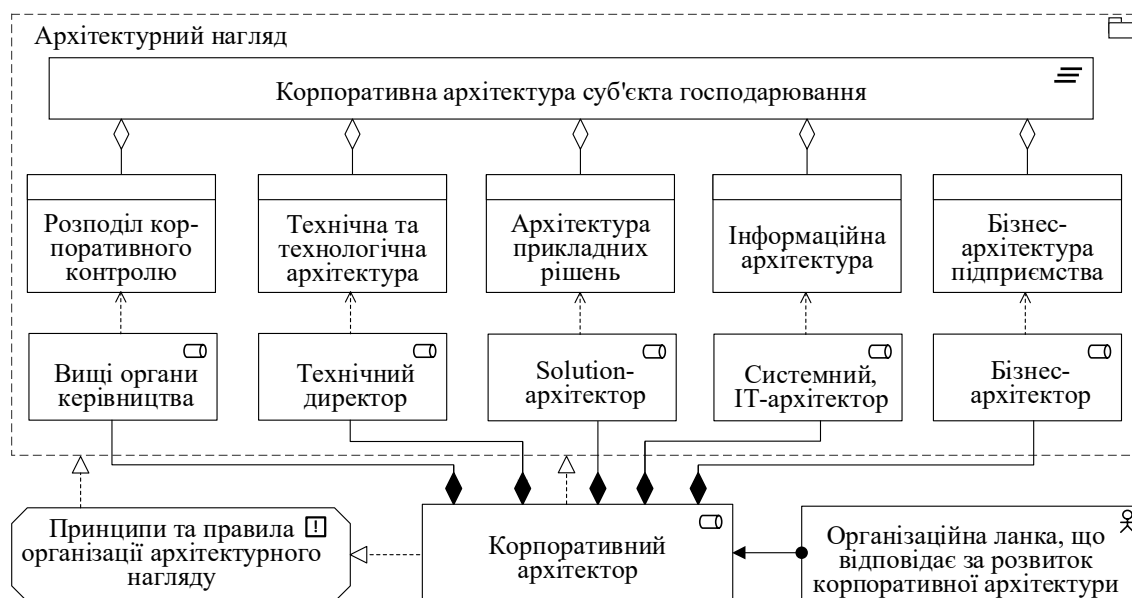 Архітектурний нагляд
Корпоративна архітектура суб'єкта господарювання
Розподіл кор-
поративного
контролю
Технічна та
технологічна
архітектура
Архітектура
прикладних
рішень
Інформаційна
архітектура
Бізнес-
архітектура
підприємства
Вищі органи
керівництва
Технічний
директор
Solution-
архітектор
Системний,
ІТ-архітектор
Бізнес-
архітектор
Принципи та правила
організації архітектурного
нагляду
Корпоративний
архітектор
Організаційна ланка, що
відповідає за розвиток
корпоративної архітектури